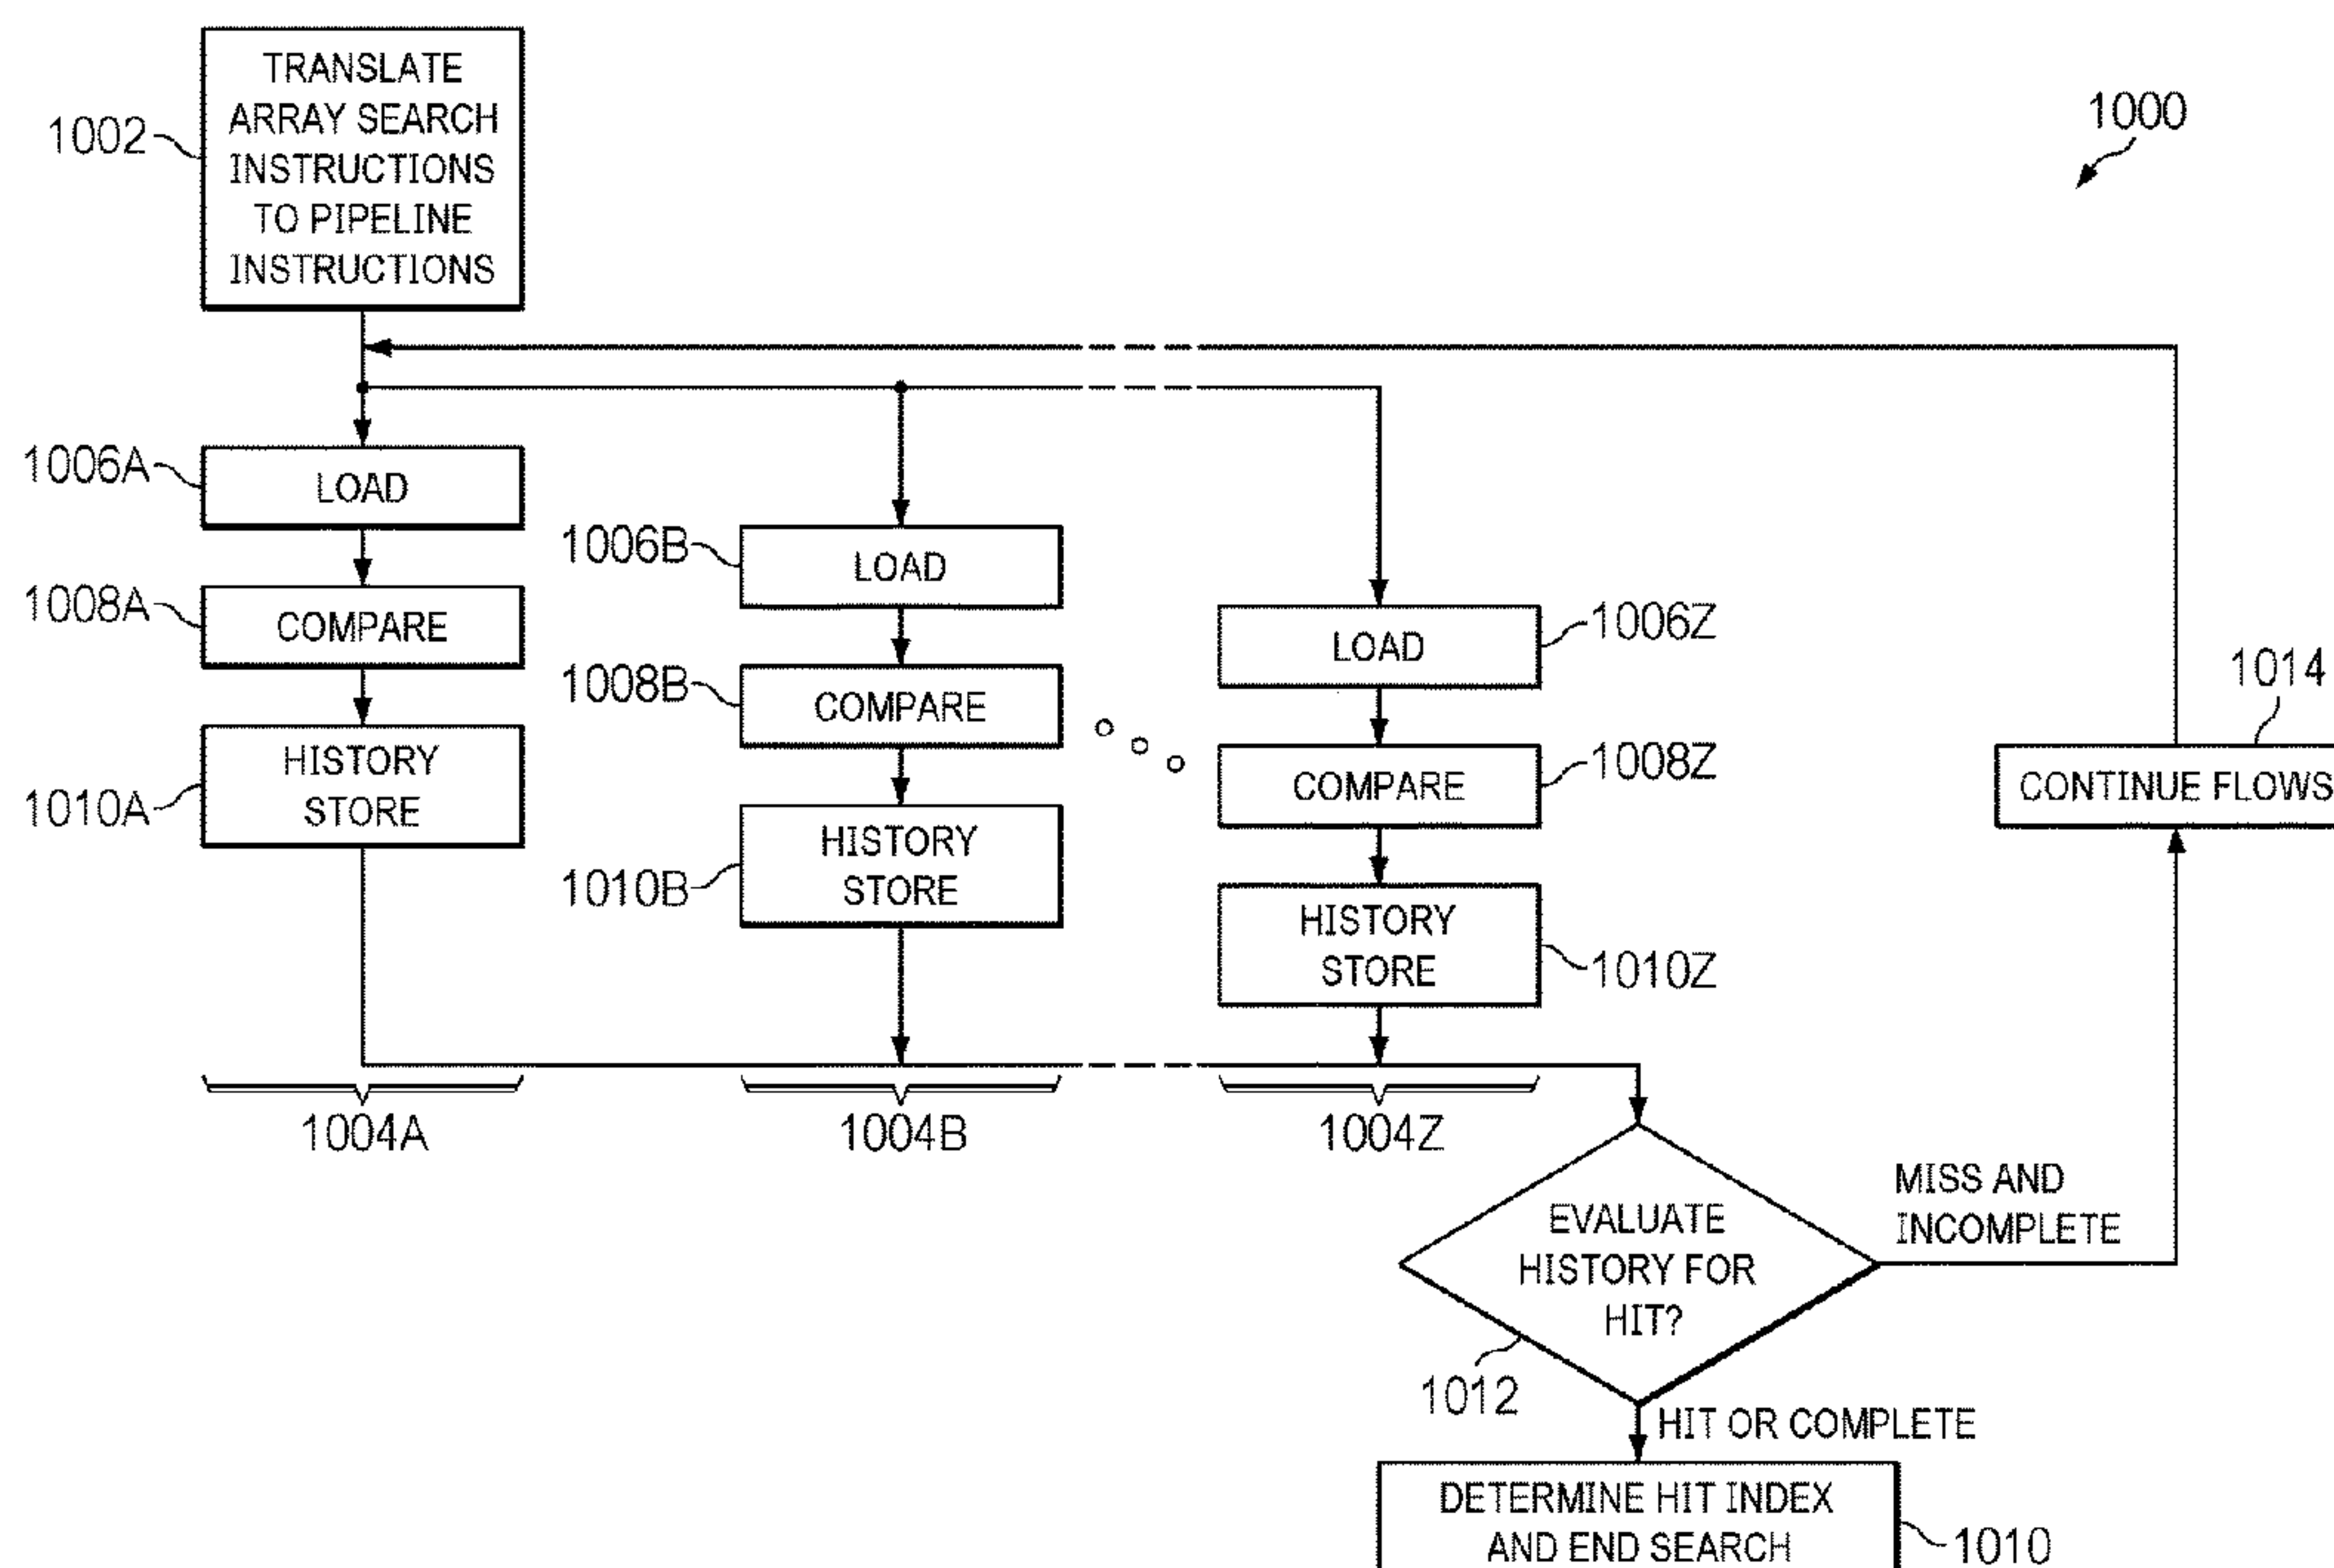 TRANSLATE
ARRAY SEARCH
INSTRUCTIONS
TO PIPELINE
INSTRUCTIONS
1002
1000
1006A
LOAD
1008A
COMPARE
1010A
HISTORY
STORE
1006B
LOAD
1008B
COMPARE
1010B
HISTORY
STORE
LOAD
1006Z
COMPARE
1008Z
HISTORY
STORE
1010Z
1014
CONTINUE FLOWS
1004A
1004B
1004Z
EVALUATE
HISTORY FOR
HIT?
1012
MISS AND
INCOMPLETE
HIT OR COMPLETE
DETERMINE HIT INDEX
AND END SEARCH
1010